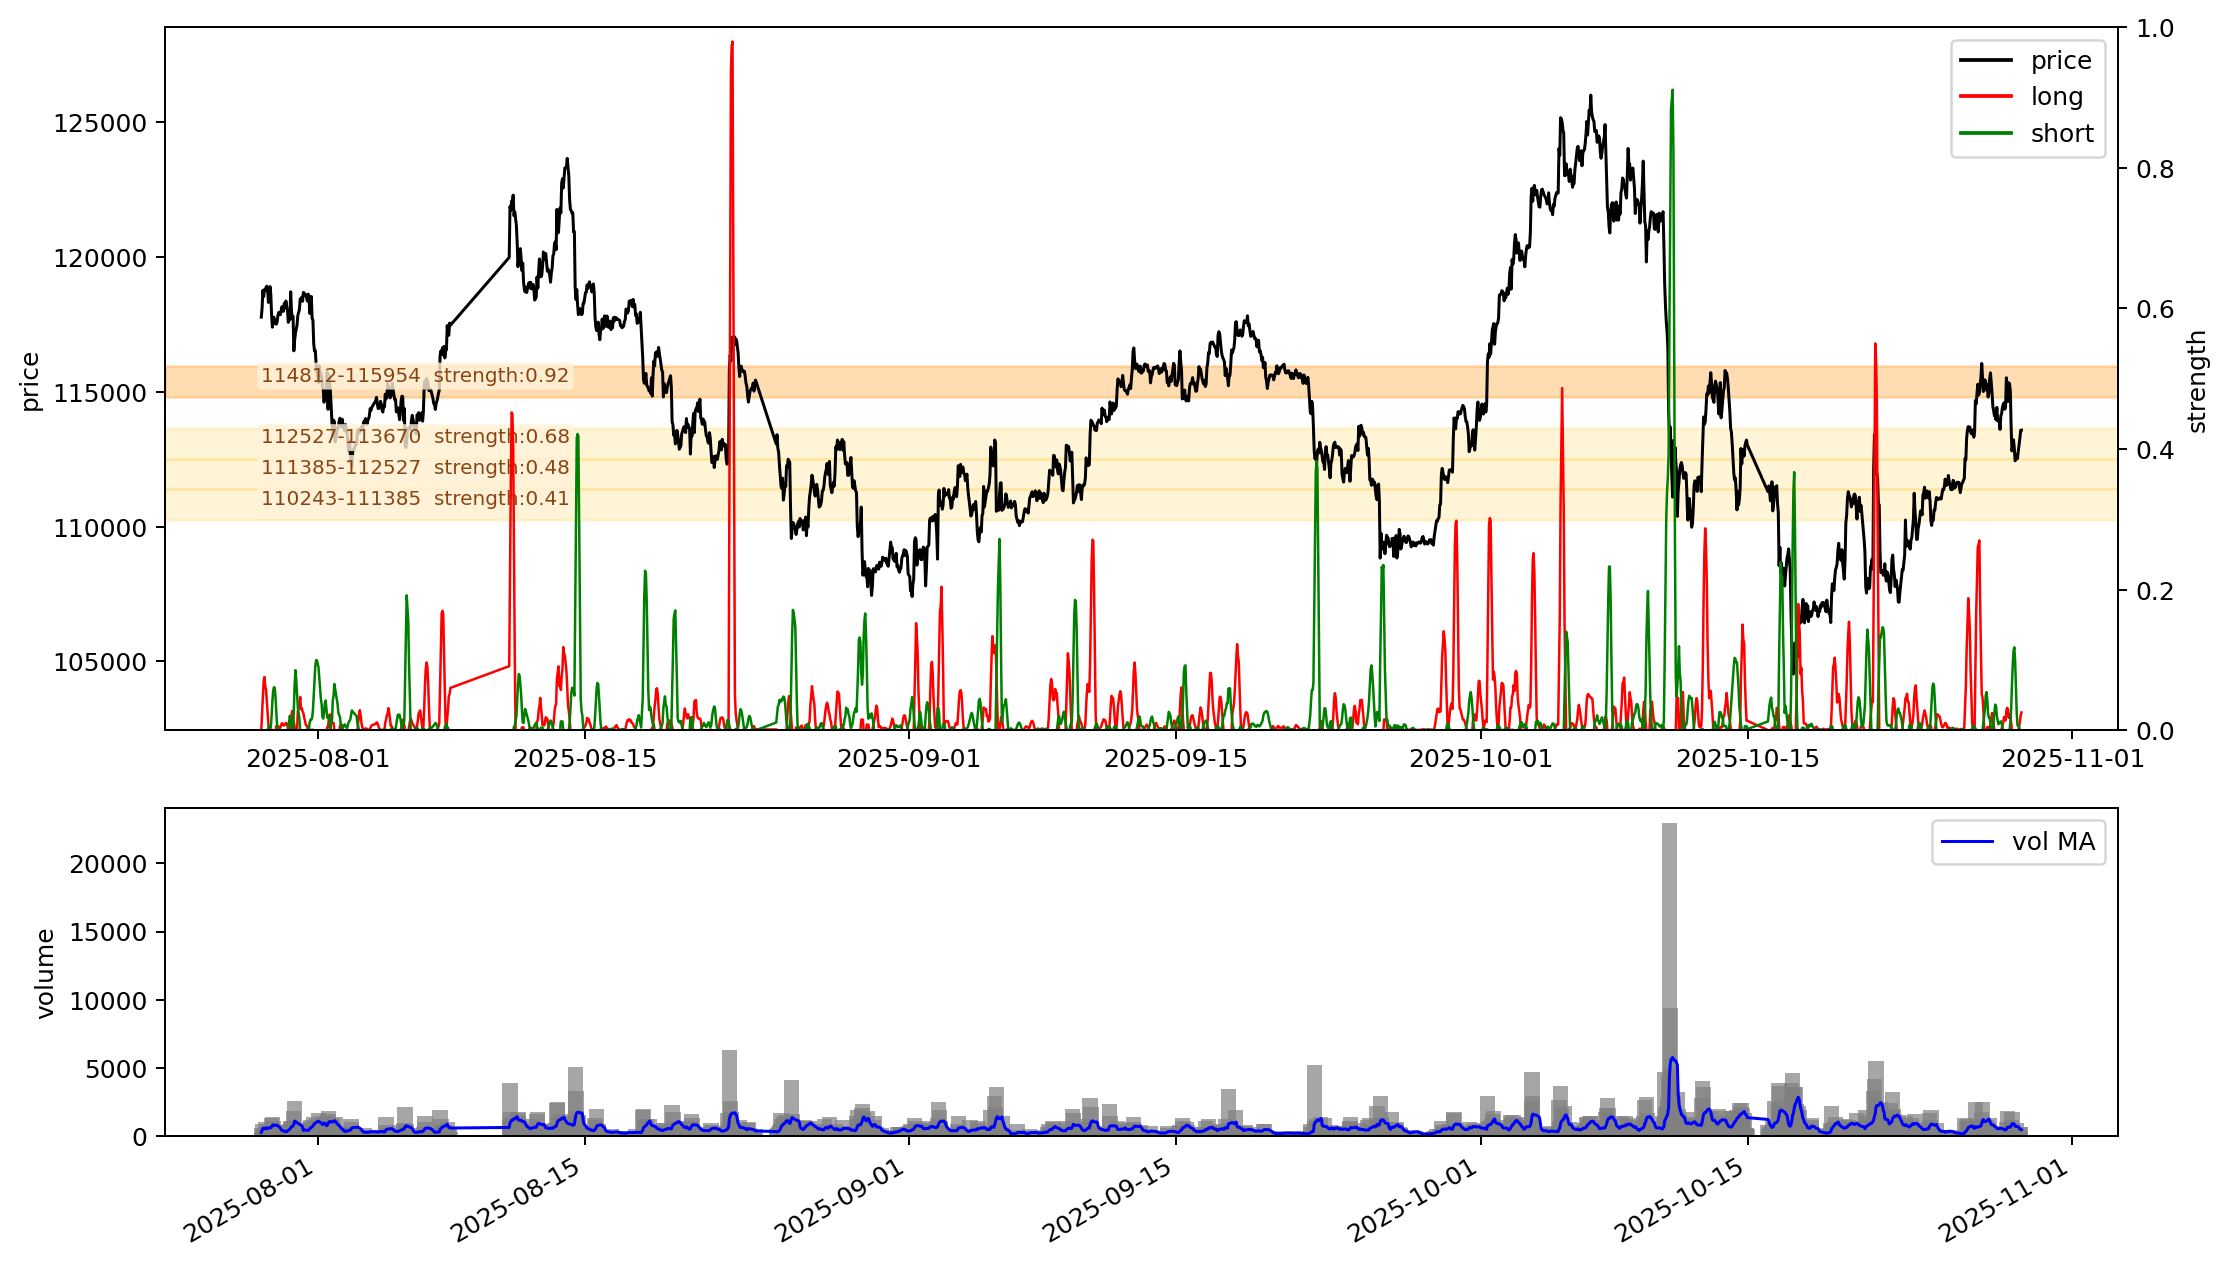 price
long
short
125000
120000
115000
110000
105000
price
1.0
0.8
0.6
0.4
0.2
0.0
strength
114812-115954 strength:0.92
112527-113670 strength:0.68
111385-112527 strength:0.48
110243-111385 strength:0.41
2025-08-01
2025-08-15
2025-09-01
2025-09-15
2025-10-01
2025-10-15
2025-11-01
vol MA
20000
15000
10000
5000
0
volume
2025-08-01
2025-08-15
2025-09-01
2025-09-15
2025-10-01
2025-10-15
2025-11-01